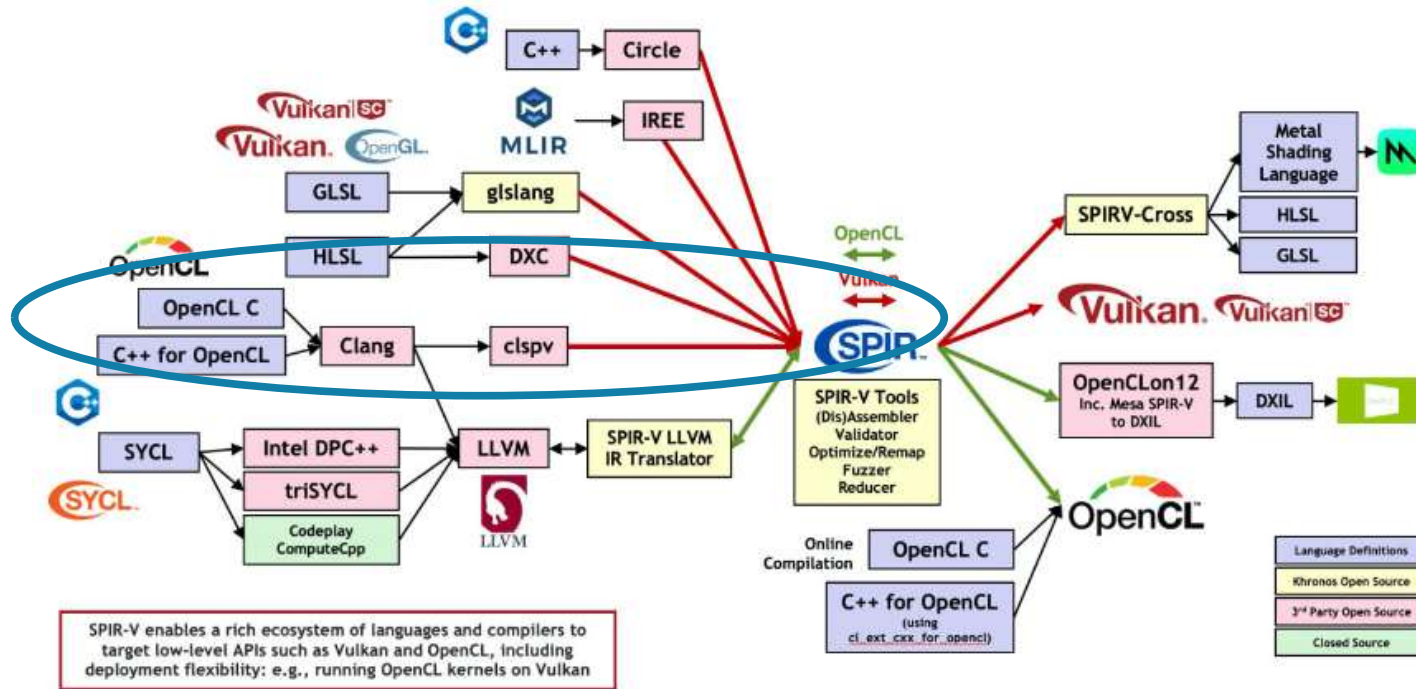 C++
Circle
MLIR
IREE
Vulkan SC™
Vulkan. OpenGL.
GLSL
glslang
HLSL
DXC
OpenCL
OpenCL C
C++ for OpenCL
Clang
clspv
SYCL
SYCL™
Intel DPC++
triSYCL
Codeplay
ComputeCpp
LLVM
LLVM
SPIR-V LLVM
IR Translator
OpenCL
Vulkan
SPIR™
SPIR-V Tools
(Dis)Assembler
Validator
Optimize/Remap
Fuzzer
Reducer
SPIRV-Cross
Metal
Shading
Language
HLSL
GLSL
Vulkan. Vulkan SC™
OpenCLon12
Inc. Mesa SPIR-V
to DXIL
DXIL
OpenCL™
Online
Compilation
OpenCL C
C++ for OpenCL
(using
cl_ext_cxx_for_opencl)
Language Definitions
Khronos Open Source
3rd Party Open Source
Closed Source
SPIR-V enables a rich ecosystem of languages and compilers to
target low-level APIs such as Vulkan and OpenCL, including
deployment flexibility: e.g., running OpenCL kernels on Vulkan